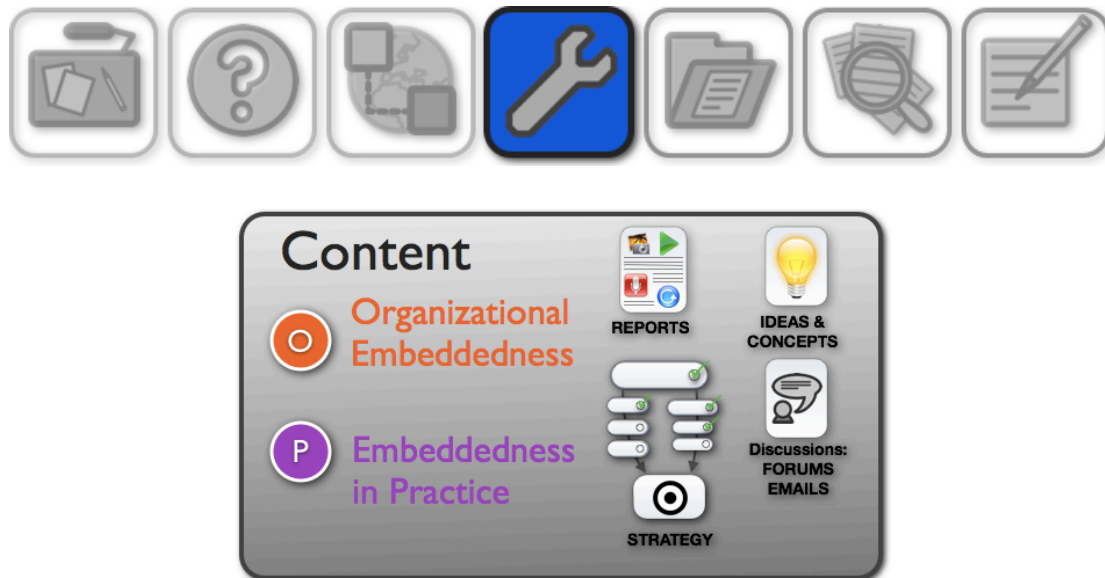 ?
Content
O
Organizational
Embeddedness
P
Embeddedness
in Practice
REPORTS
IDEAS &
CONCEPTS
Discussions:
FORUMS
EMAILS
STRATEGY